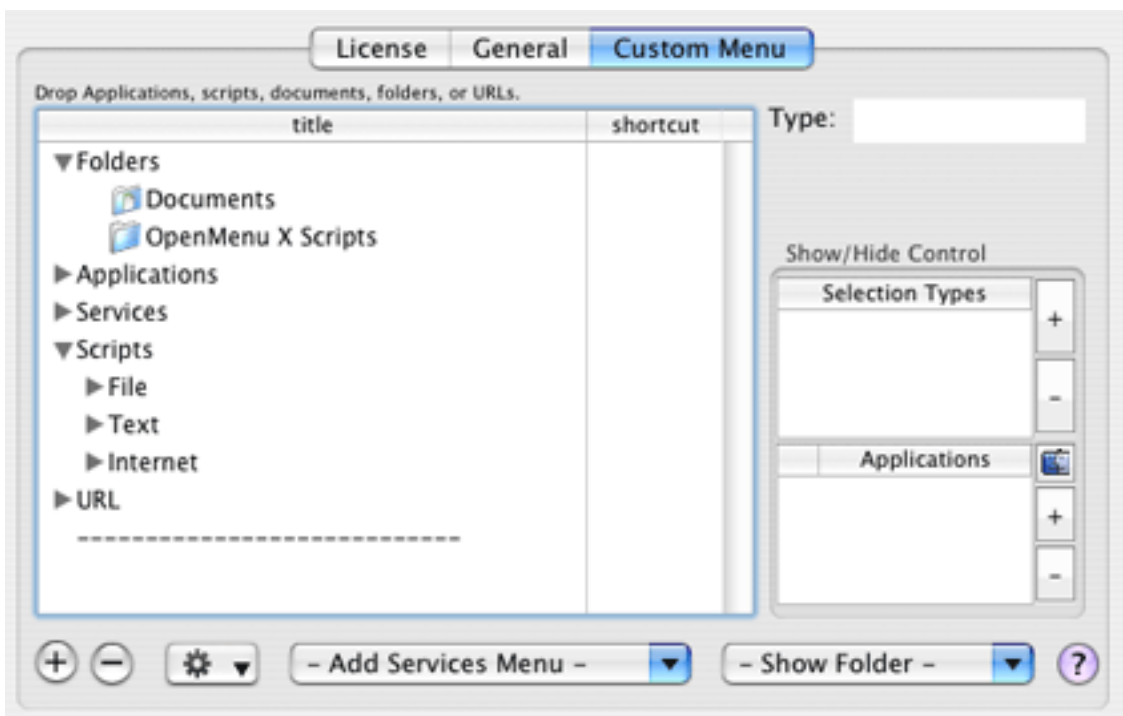 License General Custom Menu
Drop Applications, scripts, documents, folders, or URLs.
title shortcut
Type:
Folders
Documents
OpenMenu X Scripts
Applications
Services
Scripts
File
Text
Internet
URL
-----------------------------
Show/Hide Control
Selection Types
+
-
Applications
+
-
+ − - Add Services Menu - - Show Folder - ?